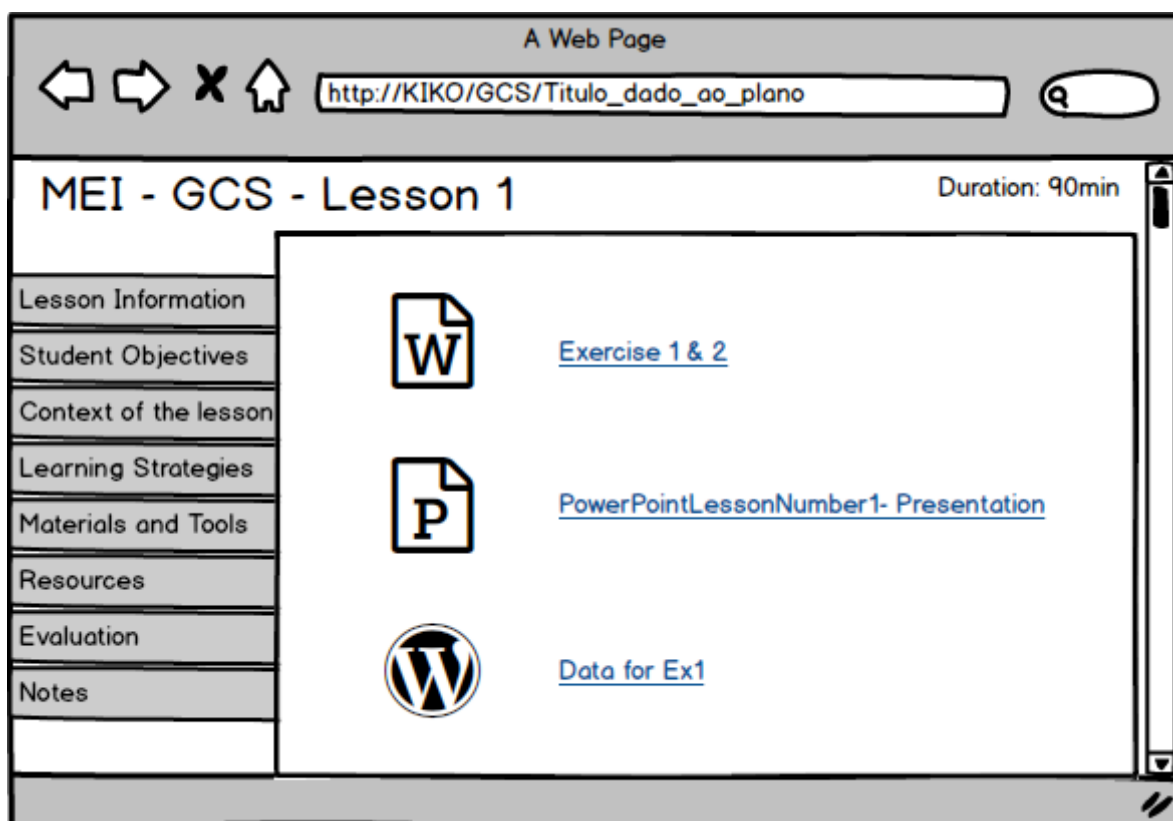 A Web Page
http://KIKO/GCS/Titulo_dado_ao_plano
MEI - GCS - Lesson 1
Duration: 90min
Lesson Information
Student Objectives
Context of the lesson
Learning Strategies
Materials and Tools
Resources
Evaluation
Notes
W
Exercise 1 & 2
P
PowerPointLessonNumber1- Presentation
W
Data for Ex1